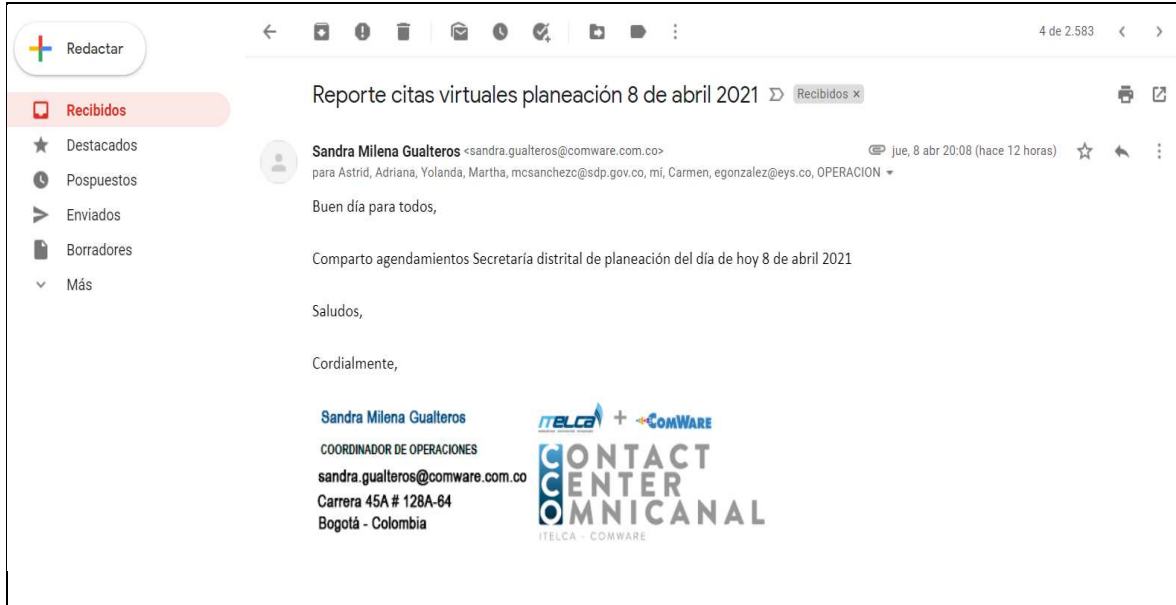 Redactar
4 de 2.583
Reporte citas virtuales planeación 8 de abril 2021 Recibidos ×
Recibidos
Destacados
Pospuestos
Enviados
Borradores
Más
Sandra Milena Gualteros <sandra.gualteros@comware.com.co> jue, 8 abr 20:08 (hace 12 horas)
para Astrid, Adriana, Yolanda, Martha, mcsanchezc@sdp.gov.co, mí, Carmen, egonzalez@eys.co, OPERACION
Buen día para todos,
Comparto agendamientos Secretaría distrital de planeación del día de hoy 8 de abril 2021
Saludos,
Cordialmente,
Sandra Milena Gualteros
COORDINADOR DE OPERACIONES
sandra.gualteros@comware.com.co
Carrera 45A # 128A-64
Bogotá - Colombia
ITELCA + COMWARE
CONTACT
CENTER
OMNICANAL
ITELCA - COMWARE